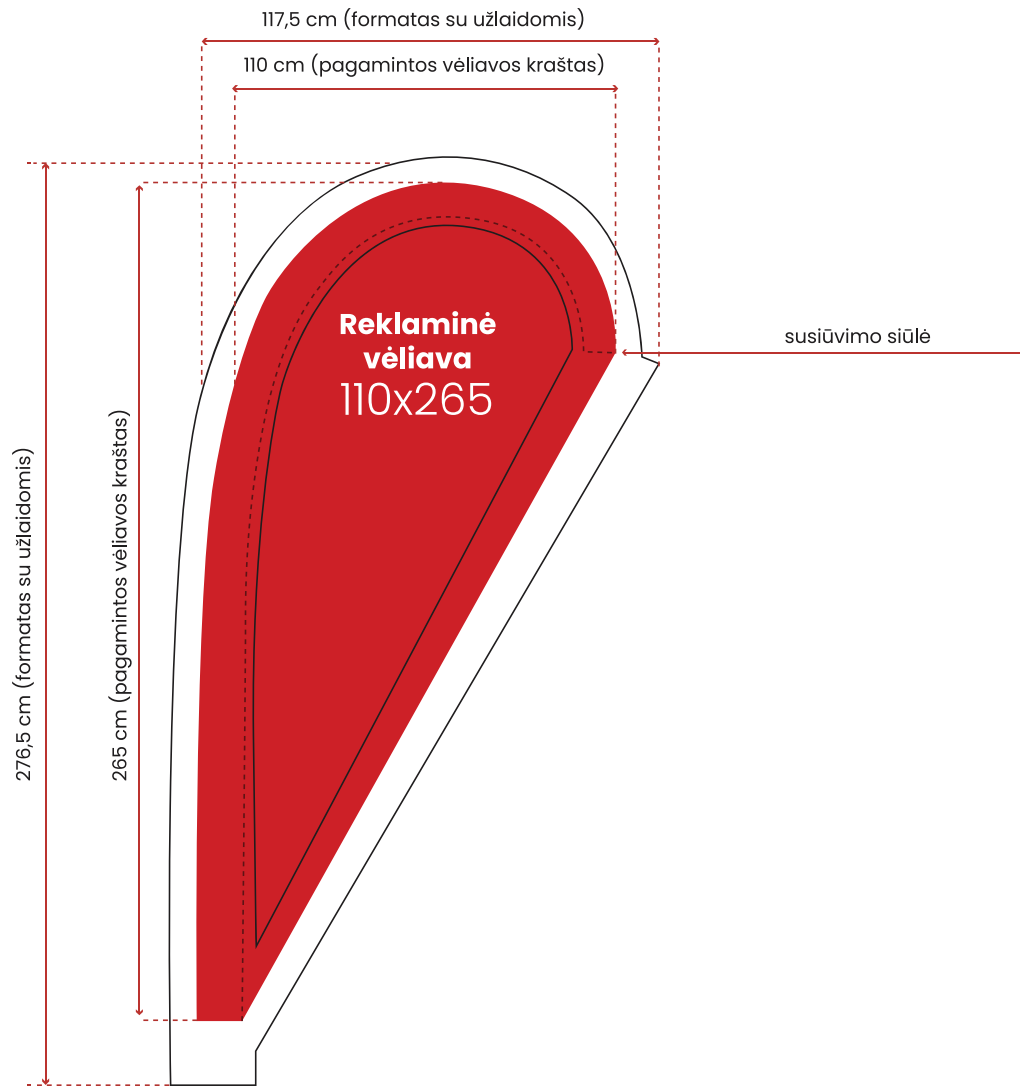 117,5 cm (formatas su užlaidomis)
110 cm (pagamintos vėliavos kraštas)
Reklaminė
vėliava
110x265
susiūvimo siūlė
276,5 cm (formatas su užlaidomis)
265 cm (pagamintos vėliavos kraštas)